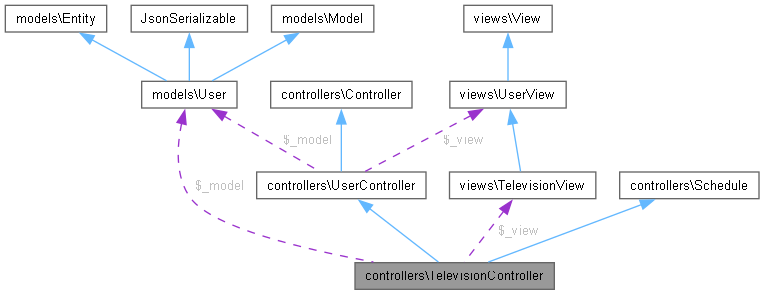 models\Entity
JsonSerializable
models\Model
views\View
models\User
controllers\Controller
views\UserView
$_model
$_view
$_model
controllers\UserController
views\TelevisionView
controllers\Schedule
$_view
controllers\TelevisionController